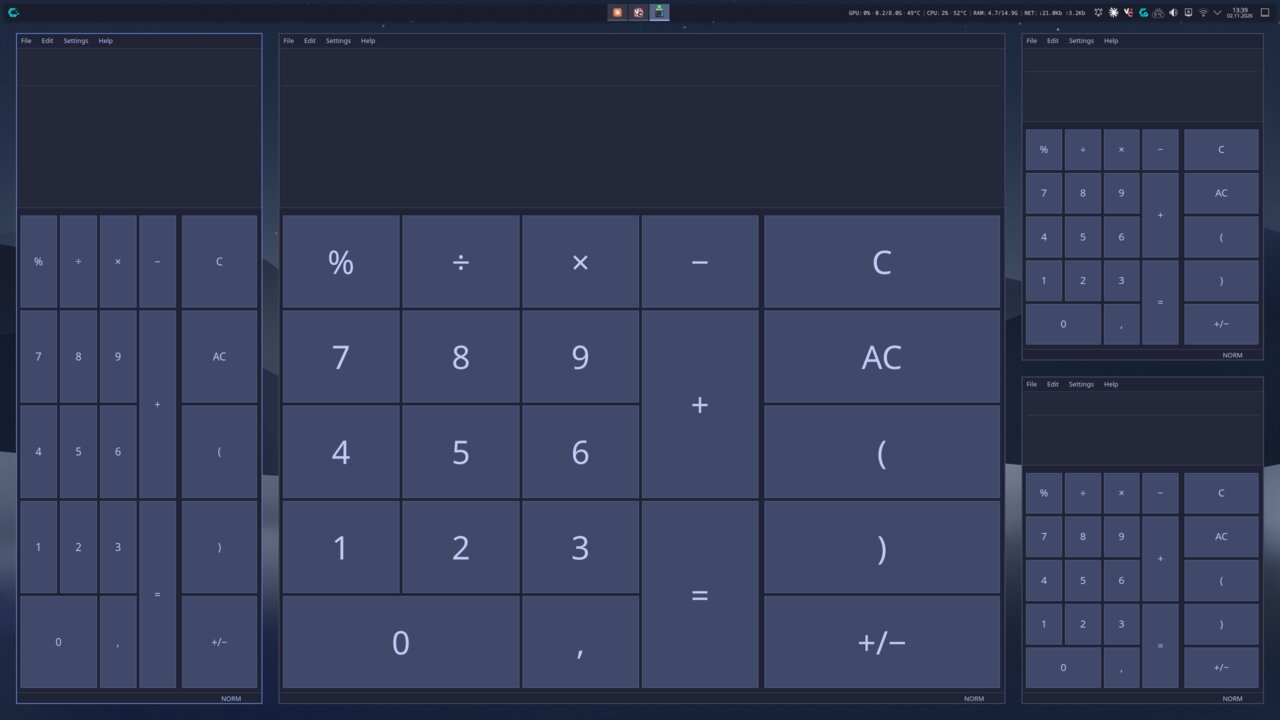 GPU: 0% 0.2/8.0G 49°C CPU: 2% 52°C RAM: 4.7/14.9G NET: ↓21.0Kb ↑3.2Kb 13:39
02.11.2026
File Edit Settings Help
% ÷ × − C
7 8 9 AC
+
4 5 6 (
1 2 3 )
=
0 , +/−
NORM
File Edit Settings Help
% ÷ × − C
7 8 9 AC
+
4 5 6 (
1 2 3 )
=
0 , +/−
NORM
File Edit Settings Help
% ÷ × − C
7 8 9 AC
+
4 5 6 (
1 2 3 )
=
0 , +/−
NORM
File Edit Settings Help
% ÷ × − C
7 8 9 AC
+
4 5 6 (
1 2 3 )
=
0 , +/−
NORM